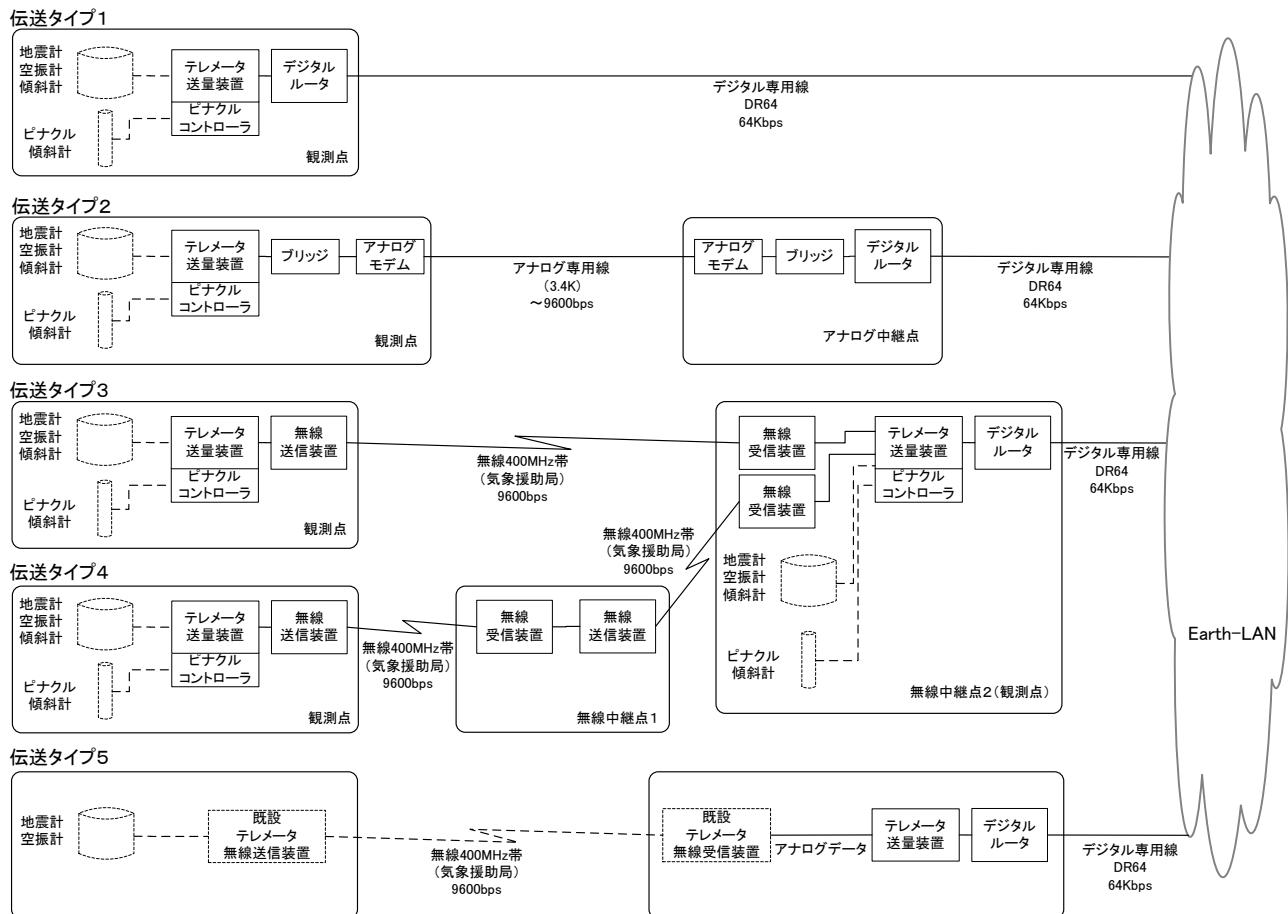 伝送タイプ1
地震計
空振計
傾斜計
テレメータ
送量装置
デジタル
ルータ
ピナクル
コントローラ
ピナクル
傾斜計
観測点
デジタル専用線
DR64
64Kbps
伝送タイプ2
地震計
空振計
傾斜計
テレメータ
送量装置
ブリッジ
アナログ
モデム
ピナクル
コントローラ
ピナクル
傾斜計
観測点
アナログ専用線
(3.4K)
~9600bps
アナログ
モデム
ブリッジ
デジタル
ルータ
アナログ中継点
デジタル専用線
DR64
64Kbps
伝送タイプ3
地震計
空振計
傾斜計
テレメータ
送量装置
無線
送信装置
ピナクル
コントローラ
ピナクル
傾斜計
観測点
無線400MHz帯
(気象援助局)
9600bps
無線
受信装置
無線
受信装置
テレメータ
送量装置
ピナクル
コントローラ
デジタル
ルータ
デジタル専用線
DR64
64Kbps
地震計
空振計
傾斜計
ピナクル
傾斜計
無線中継点2(観測点)
伝送タイプ4
地震計
空振計
傾斜計
テレメータ
送量装置
無線
送信装置
ピナクル
コントローラ
ピナクル
傾斜計
観測点
無線400MHz帯
(気象援助局)
9600bps
無線
受信装置
無線
送信装置
無線中継点1
無線400MHz帯
(気象援助局)
9600bps
Earth-LAN
伝送タイプ5
地震計
空振計
既設
テレメータ
無線送信装置
無線400MHz帯
(気象援助局)
9600bps
既設
テレメータ
無線受信装置
アナログデータ
テレメータ
送量装置
デジタル
ルータ
デジタル専用線
DR64
64Kbps